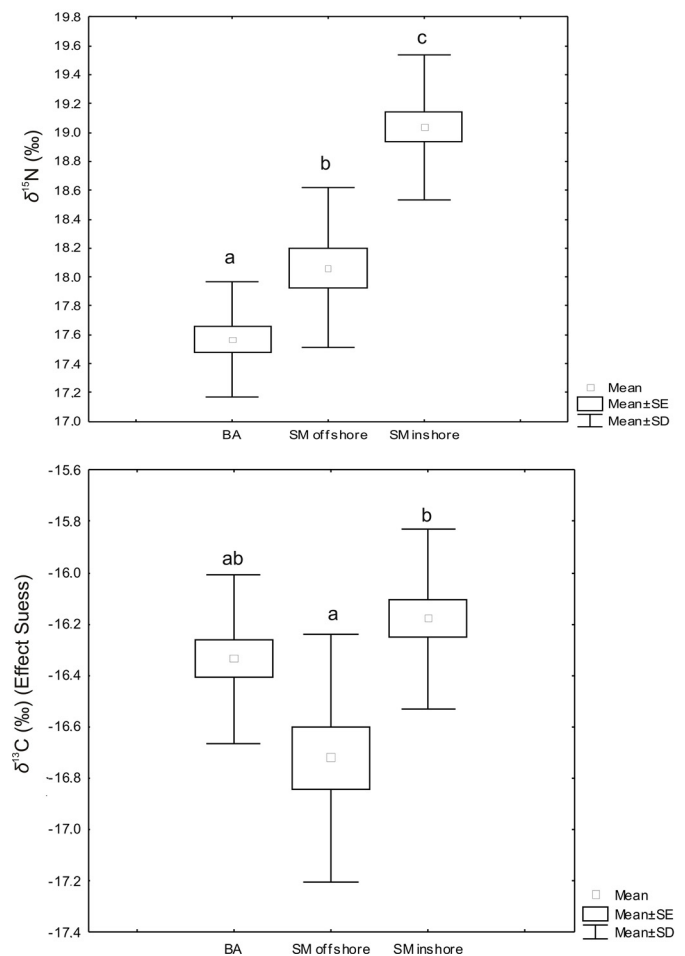 19.8
19.6
19.4
19.2
19.0
18.8
18.6
18.4
18.2
18.0
17.8
17.6
17.4
17.2
17.0
δ¹⁵N (‰)
a
b
c
BA
SM offshore
SM inshore
Mean
Mean±SE
Mean±SD
-15.6
-15.8
-16.0
-16.2
-16.4
-16.6
-16.8
-17.0
-17.2
-17.4
δ¹³C (‰) (Effect Suess)
ab
a
b
BA
SM offshore
SM inshore
Mean
Mean±SE
Mean±SD